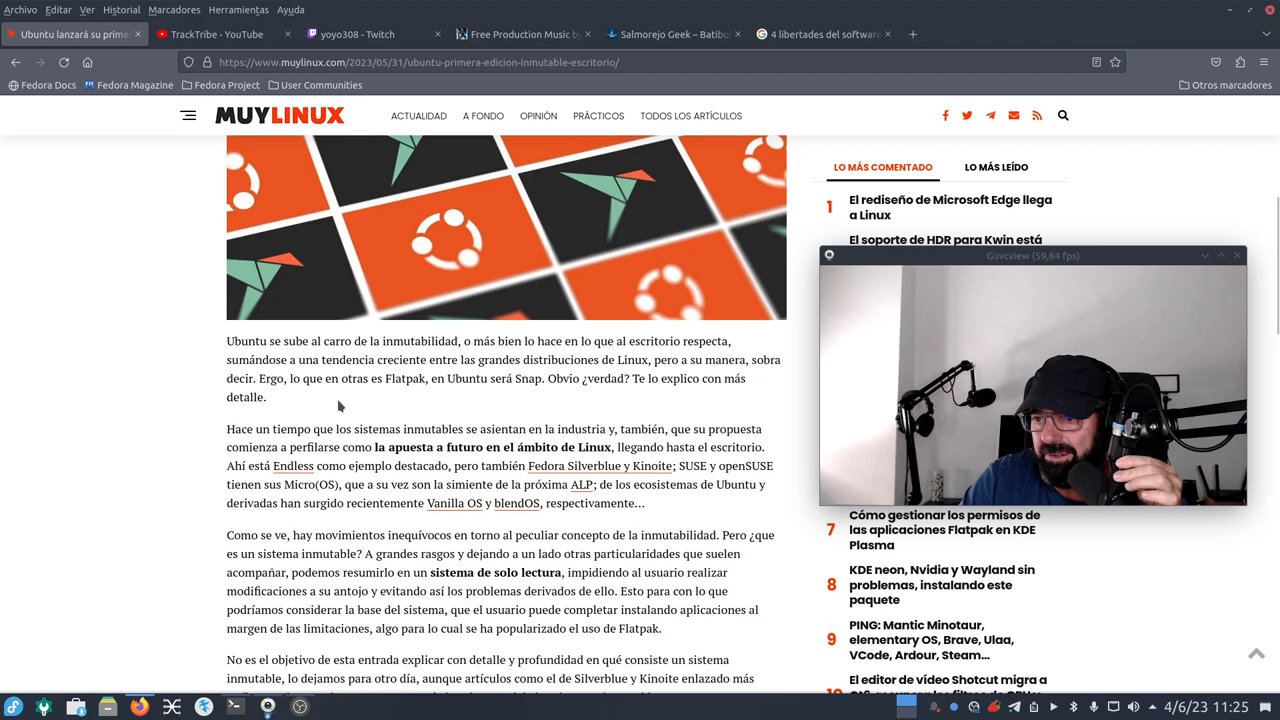 Archivo Editar Ver Historial Marcadores Herramientas Ayuda
Ubuntu lanzará su prime
TrackTribe - YouTube
yoyo308 - Twitch
Free Production Music by
Salmorejo Geek – Batibu
4 libertades del software
https://www.muylinux.com/2023/05/31/ubuntu-primera-edicion-inmutable-escritorio/
Fedora Docs Fedora Magazine Fedora Project User Communities Otros marcadores
MUYLINUX ACTUALIDAD A FONDO OPINIÓN PRÁCTICOS TODOS LOS ARTÍCULOS
Ubuntu se sube al carro de la inmutabilidad, o más bien lo hace en lo que al escritorio respecta,
sumándose a una tendencia creciente entre las grandes distribuciones de Linux, pero a su manera, sobra
decir. Ergo, lo que en otras es Flatpak, en Ubuntu será Snap. Obvio ¿verdad? Te lo explico con más
detalle.
Hace un tiempo que los sistemas inmutables se asientan en la industria y, también, que su propuesta
comienza a perfilarse como la apuesta a futuro en el ámbito de Linux, llegando hasta el escritorio.
Ahí está Endless como ejemplo destacado, pero también Fedora Silverblue y Kinoite; SUSE y openSUSE
tienen sus Micro(OS), que a su vez son la simiente de la próxima ALP; de los ecosistemas de Ubuntu y
derivadas han surgido recientemente Vanilla OS y blendOS, respectivamente…
Como se ve, hay movimientos inequívocos en torno al peculiar concepto de la inmutabilidad. Pero ¿que
es un sistema inmutable? A grandes rasgos y dejando a un lado otras particularidades que suelen
acompañar, podemos resumirlo en un sistema de solo lectura, impidiendo al usuario realizar
modificaciones a su antojo y evitando así los problemas derivados de ello. Esto para con lo que
podríamos considerar la base del sistema, que el usuario puede completar instalando aplicaciones al
margen de las limitaciones, algo para lo cual se ha popularizado el uso de Flatpak.
No es el objetivo de esta entrada explicar con detalle y profundidad en qué consiste un sistema
inmutable, lo dejamos para otro día, aunque artículos como el de Silverblue y Kinoite enlazado más
LO MÁS COMENTADO LO MÁS LEÍDO
1 El rediseño de Microsoft Edge llega
a Linux
El soporte de HDR para Kwin está
Guvcview (59,84 fps)
Cómo gestionar los permisos de
7 las aplicaciones Flatpak en KDE
Plasma
KDE neon, Nvidia y Wayland sin
8 problemas, instalando este
paquete
PING: Mantic Minotaur,
9 elementary OS, Brave, Ulaa,
VCode, Ardour, Steam...
El editor de vídeo Shotcut migra a
4/6/23 11:25